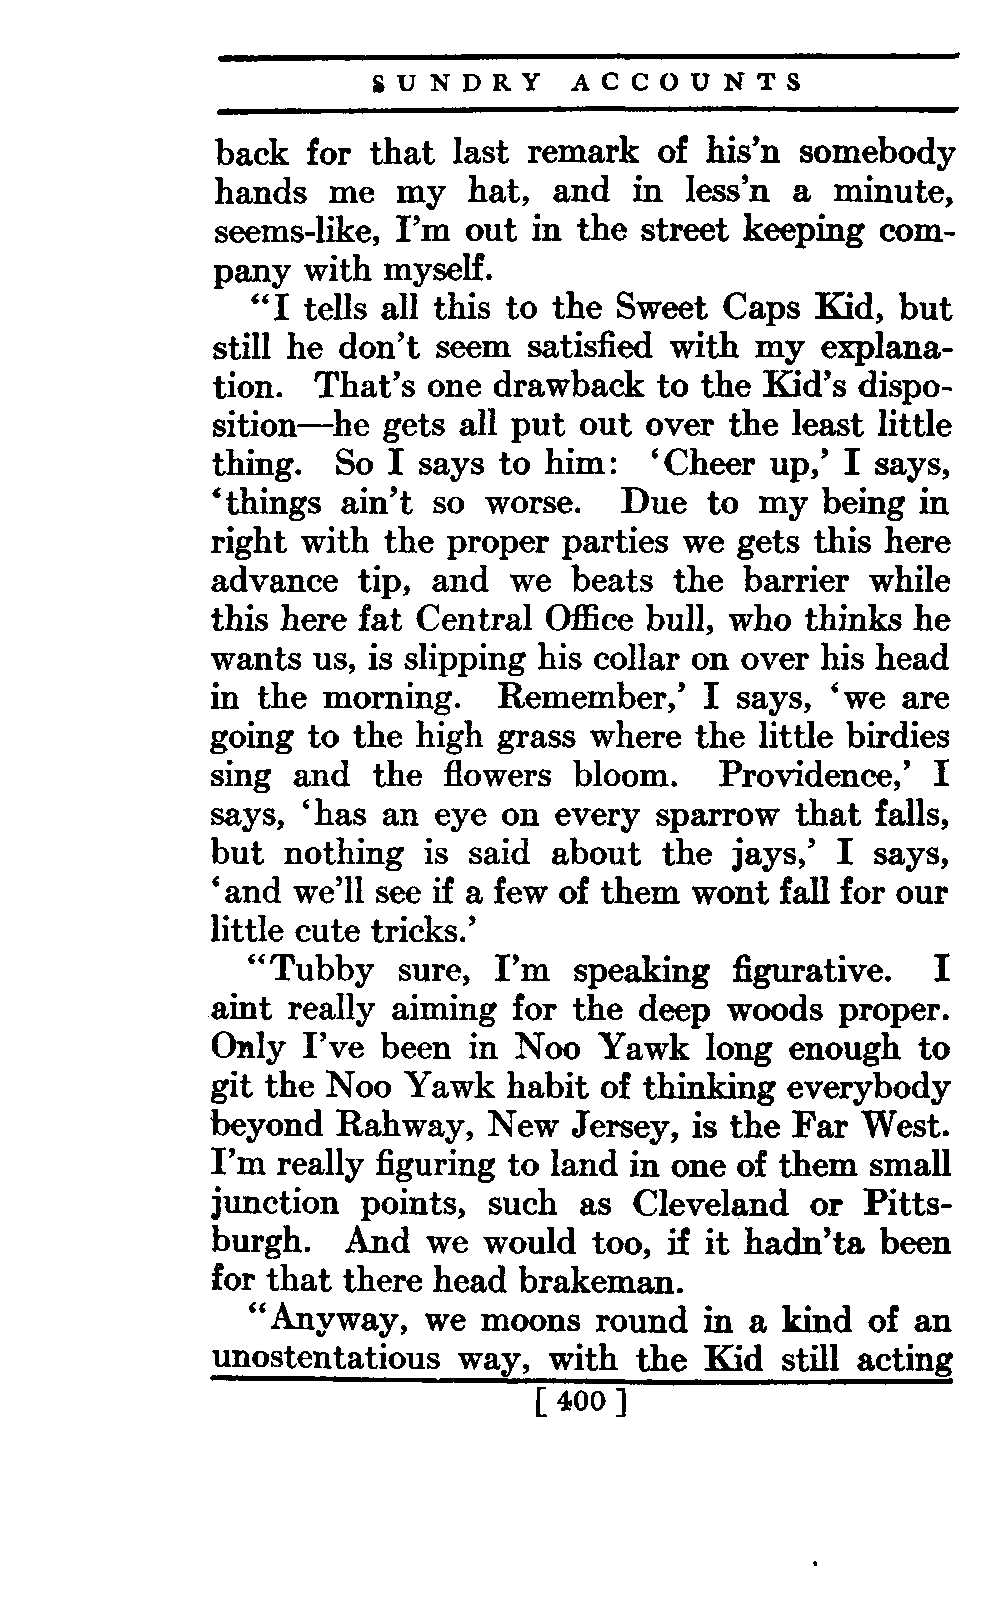 SUNDRY ACCOUNTS
back for that last remark of his'n somebody
hands me my hat, and in less'n a minute,
seems-like, I'm out in the street keeping com-
pany with myself.
“I tells all this to the Sweet Caps Kid, but
still he don't seem satisfied with my explana-
tion. That's one drawback to the Kid's dispo-
sition—he gets all put out over the least little
thing. So I says to him: ‘Cheer up,’ I says,
‘things ain't so worse. Due to my being in
right with the proper parties we gets this here
advance tip, and we beats the barrier while
this here fat Central Office bull, who thinks he
wants us, is slipping his collar on over his head
in the morning. Remember,’ I says, ‘we are
going to the high grass where the little birdies
sing and the flowers bloom. Providence,’ I
says, ‘has an eye on every sparrow that falls,
but nothing is said about the jays,’ I says,
‘and we'll see if a few of them wont fall for our
little cute tricks.’
“Tubby sure, I'm speaking figurative. I
aint really aiming for the deep woods proper.
Only I've been in Noo Yawk long enough to
git the Noo Yawk habit of thinking everybody
beyond Rahway, New Jersey, is the Far West.
I'm really figuring to land in one of them small
junction points, such as Cleveland or Pitts-
burgh. And we would too, if it hadn'ta been
for that there head brakeman.
“Anyway, we moons round in a kind of an
unostentatious way, with the Kid still acting
[ 400 ]